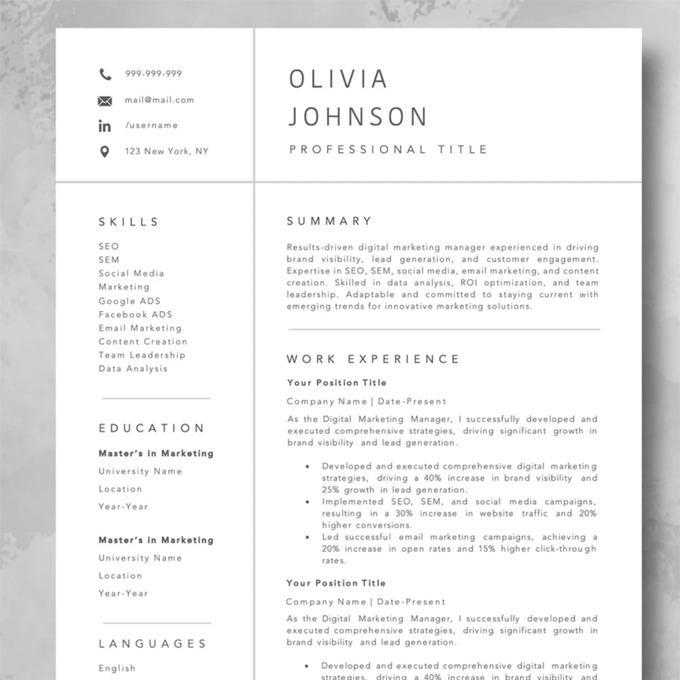 999-999-999
mail@mail.com
/username
123 New York, NY
OLIVIA
JOHNSON
PROFESSIONAL TITLE
SKILLS
SEO
SEM
Social Media
Marketing
Google ADS
Facebook ADS
Email Marketing
Content Creation
Team Leadership
Data Analysis
EDUCATION
Master's in Marketing
University Name
Location
Year-Year
Master's in Marketing
University Name
Location
Year-Year
LANGUAGES
English
SUMMARY
Results-driven digital marketing manager experienced in driving
brand visibility, lead generation, and customer engagement.
Expertise in SEO, SEM, social media, email marketing, and content
creation. Skilled in data analysis, ROI optimization, and team
leadership. Adaptable and committed to staying current with
emerging trends for innovative marketing solutions.
WORK EXPERIENCE
Your Position Title
Company Name | Date-Present
As the Digital Marketing Manager, I successfully developed and
executed comprehensive strategies, driving significant growth in
brand visibility and lead generation.
• Developed and executed comprehensive digital marketing
strategies, driving a 40% increase in brand visibility and
25% growth in lead generation.
• Implemented SEO, SEM, and social media campaigns,
resulting in a 30% increase in website traffic and 20%
higher conversions.
• Led successful email marketing campaigns, achieving a
20% increase in open rates and 15% higher click-through
rates.
Your Position Title
Company Name | Date-Present
As the Digital Marketing Manager, I successfully developed and
executed comprehensive strategies, driving significant growth in
brand visibility and lead generation.
• Developed and executed comprehensive digital marketing
strategies, driving a 40% increase in brand visibility and